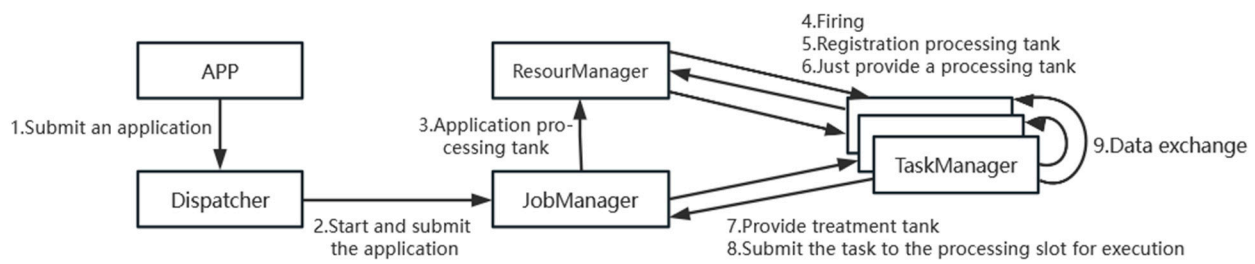 APP
1.Submit an application
Dispatcher
2.Start and submit
the application
ResourManager
3.Application pro-
cessing tank
JobManager
4.Firing
5.Registration processing tank
6.Just provide a processing tank
TaskManager
9.Data exchange
7.Provide treatment tank
8.Submit the task to the processing slot for execution